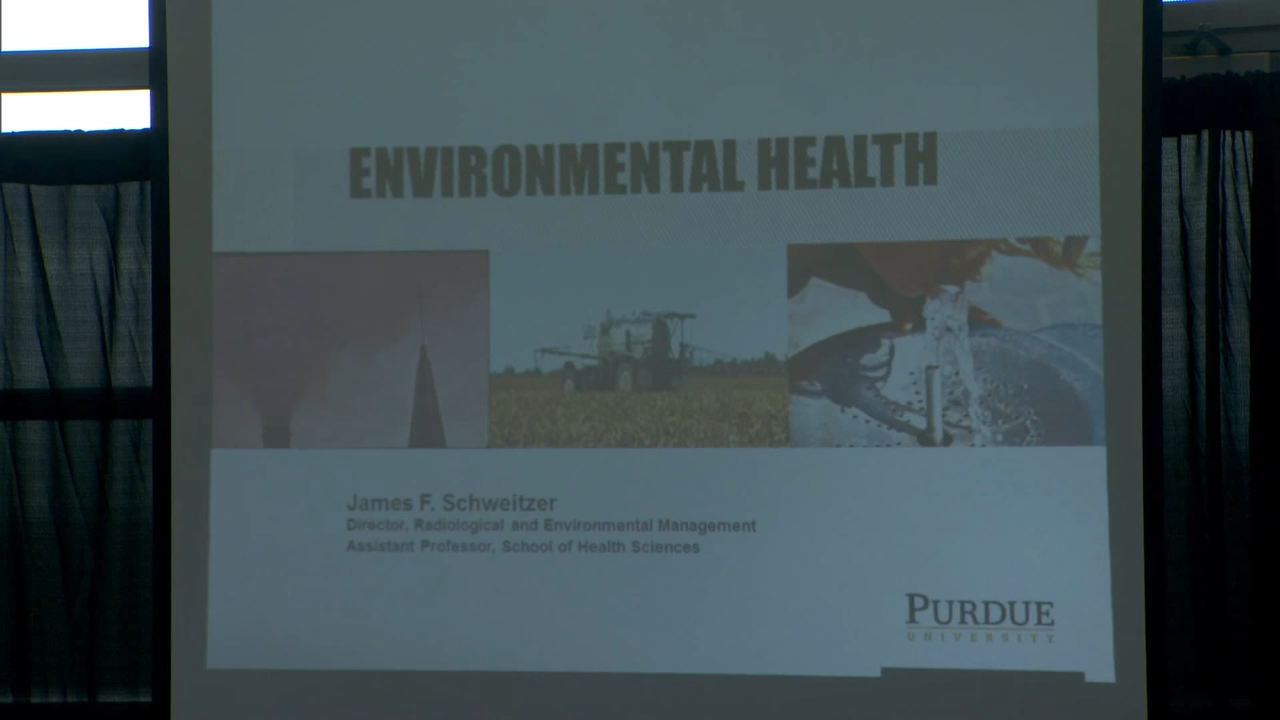 ENVIRONMENTAL HEALTH
James F. Schweitzer
Director, Radiological and Environmental Management
Assistant Professor, School of Health Sciences
PURDUE
UNIVERSITY